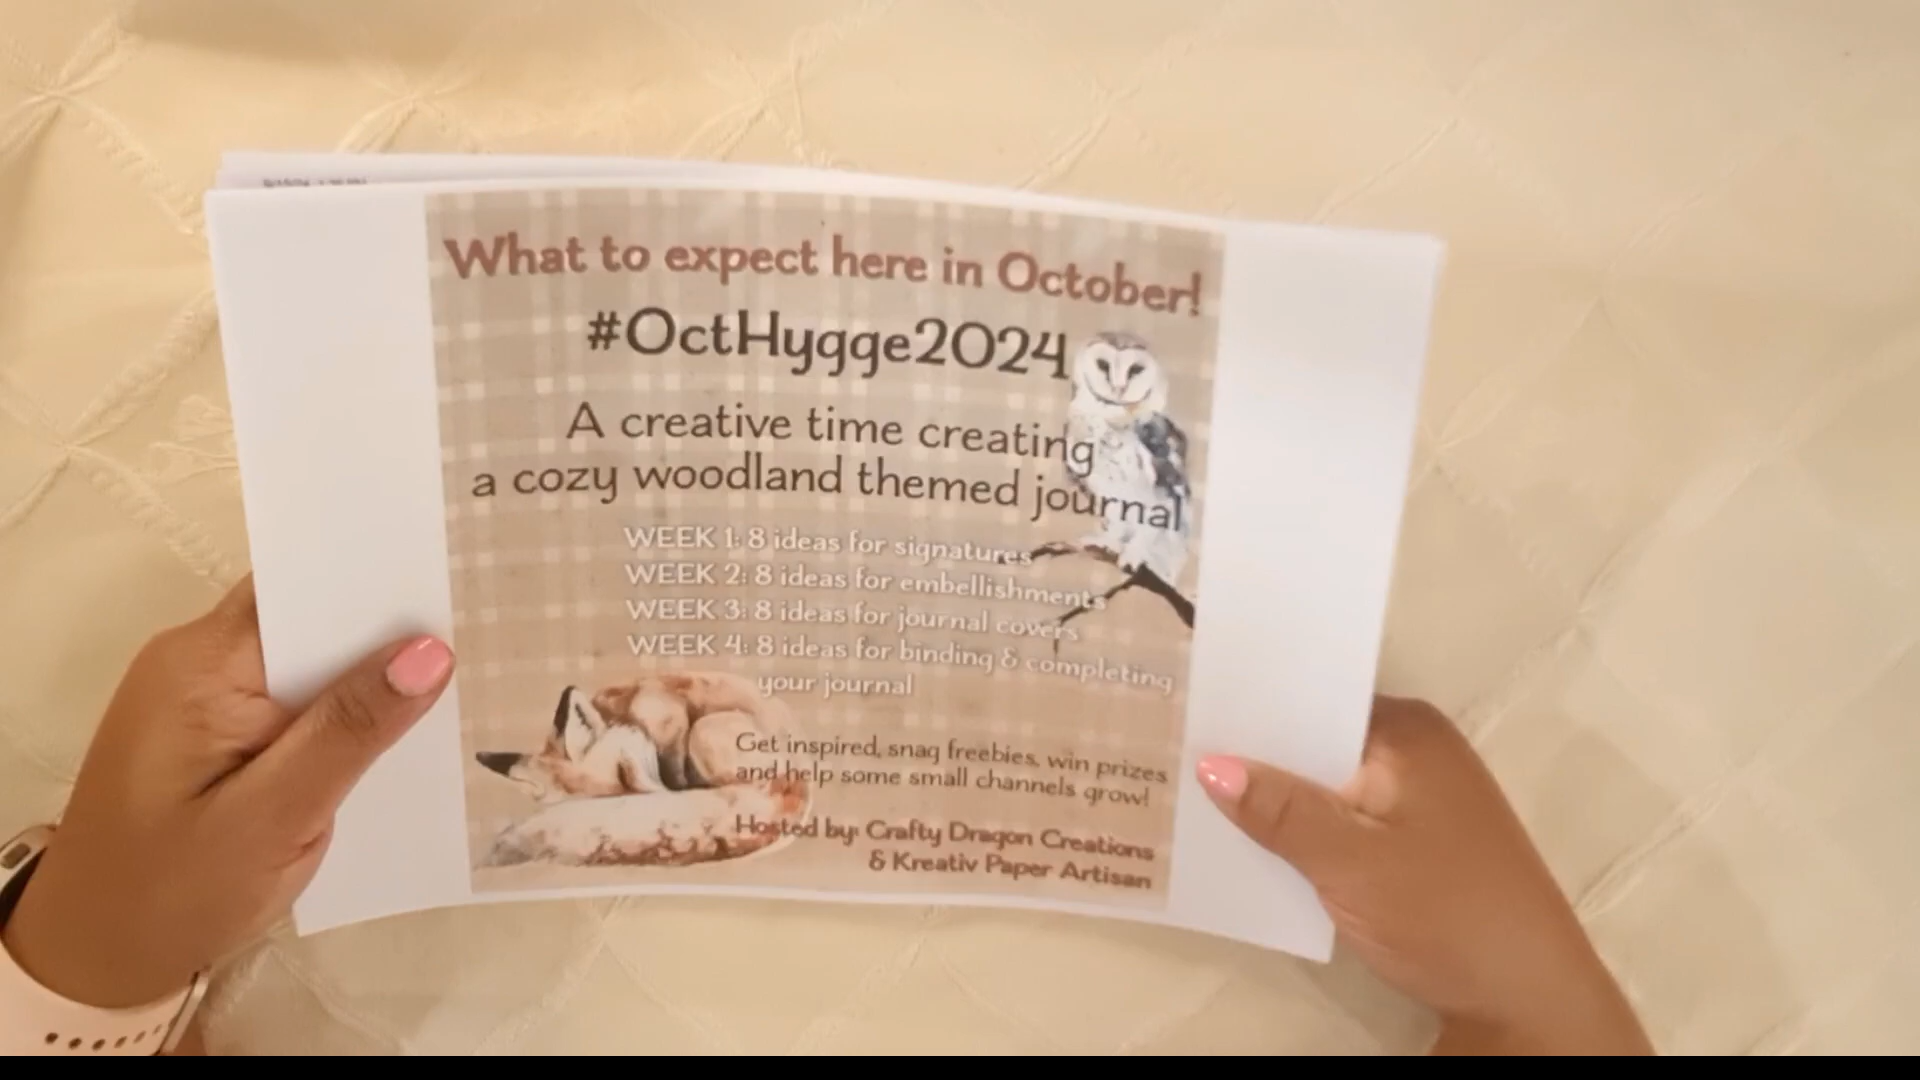 What to expect here in October!
#OctHygge2024
A creative time creating
a cozy woodland themed journal
WEEK 1: 8 ideas for signatures
WEEK 2: 8 ideas for embellishments
WEEK 3: 8 ideas for journal covers
WEEK 4: 8 ideas for binding & completing
your journal
Get inspired, snag freebies, win prizes
and help some small channels grow!
Hosted by: Crafty Dragon Creations
& Kreativ Paper Artisan